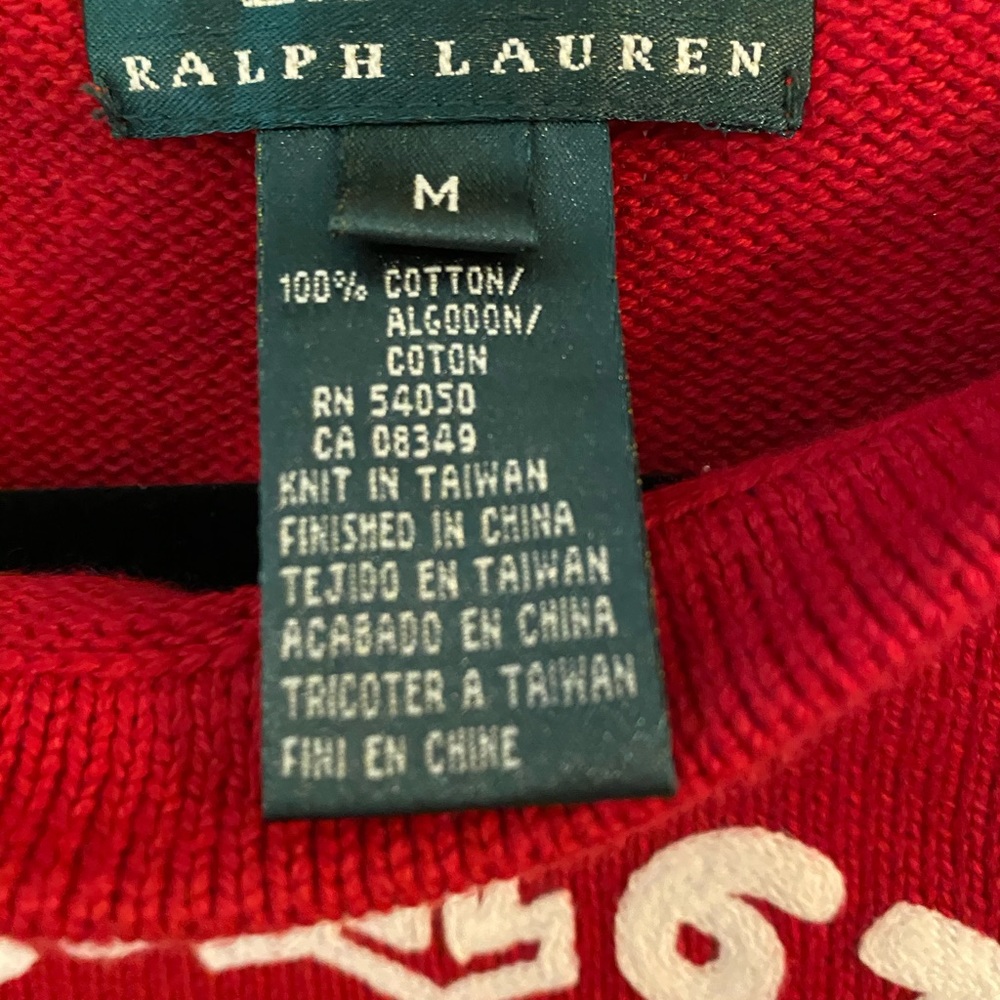 RALPH LAUREN
M
100% COTTON/
ALGODON/
COTON
RN 54050
CA 08349
KNIT IN TAIWAN
FINISHED IN CHINA
TEJIDO EN TAIWAN
ACABADO EN CHINA
TRICOTER A TAIWAN
FINI EN CHINE